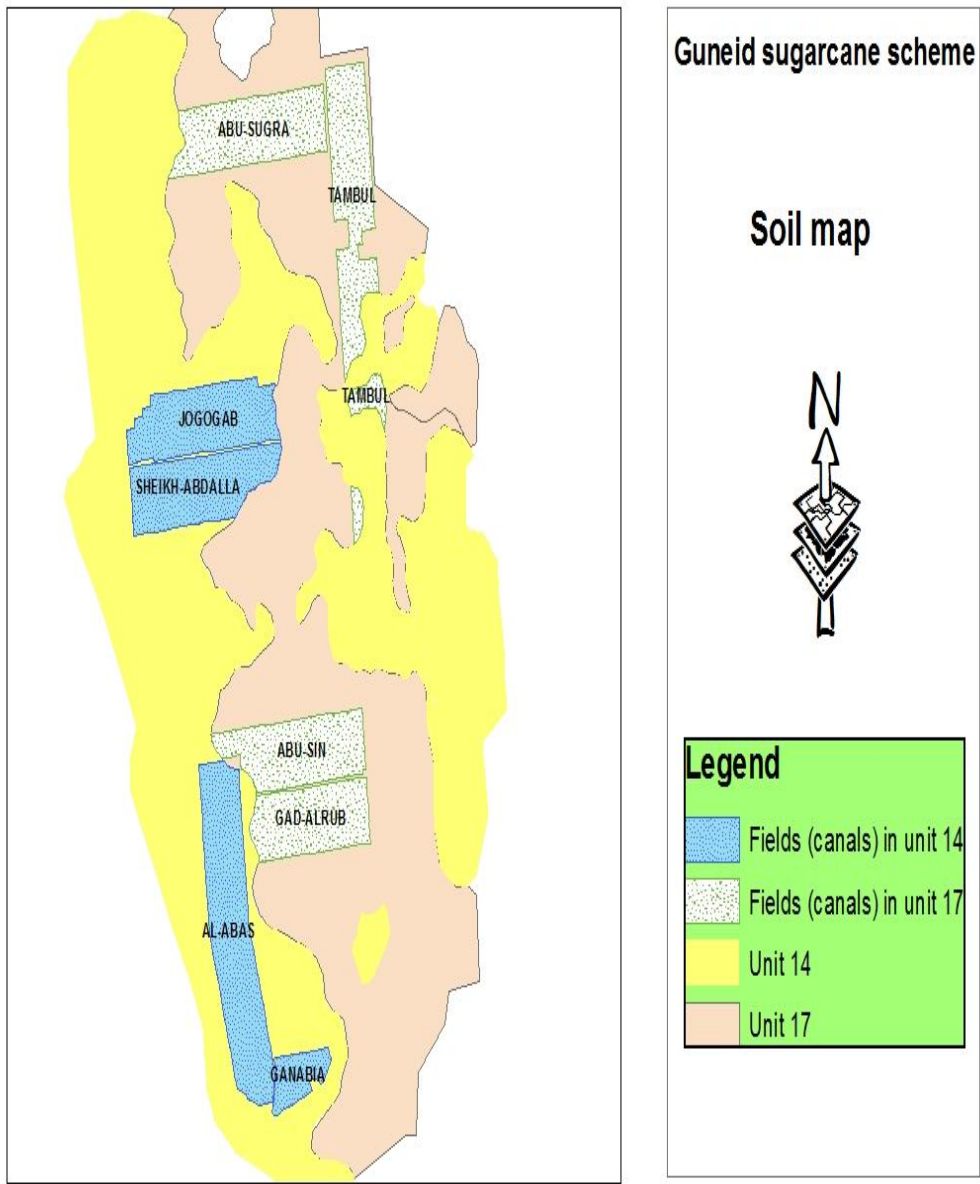 Guneid sugarcane scheme
Soil map
N
ABU-SUGRA
TAMBUL
TAMBUL
JOGOGAB
SHEIKH-ABDALLA
ABU-SIN
GAD-ALRUB
AL-ABAS
GANABIA
Legend
Fields (canals) in unit 14
Fields (canals) in unit 17
Unit 14
Unit 17